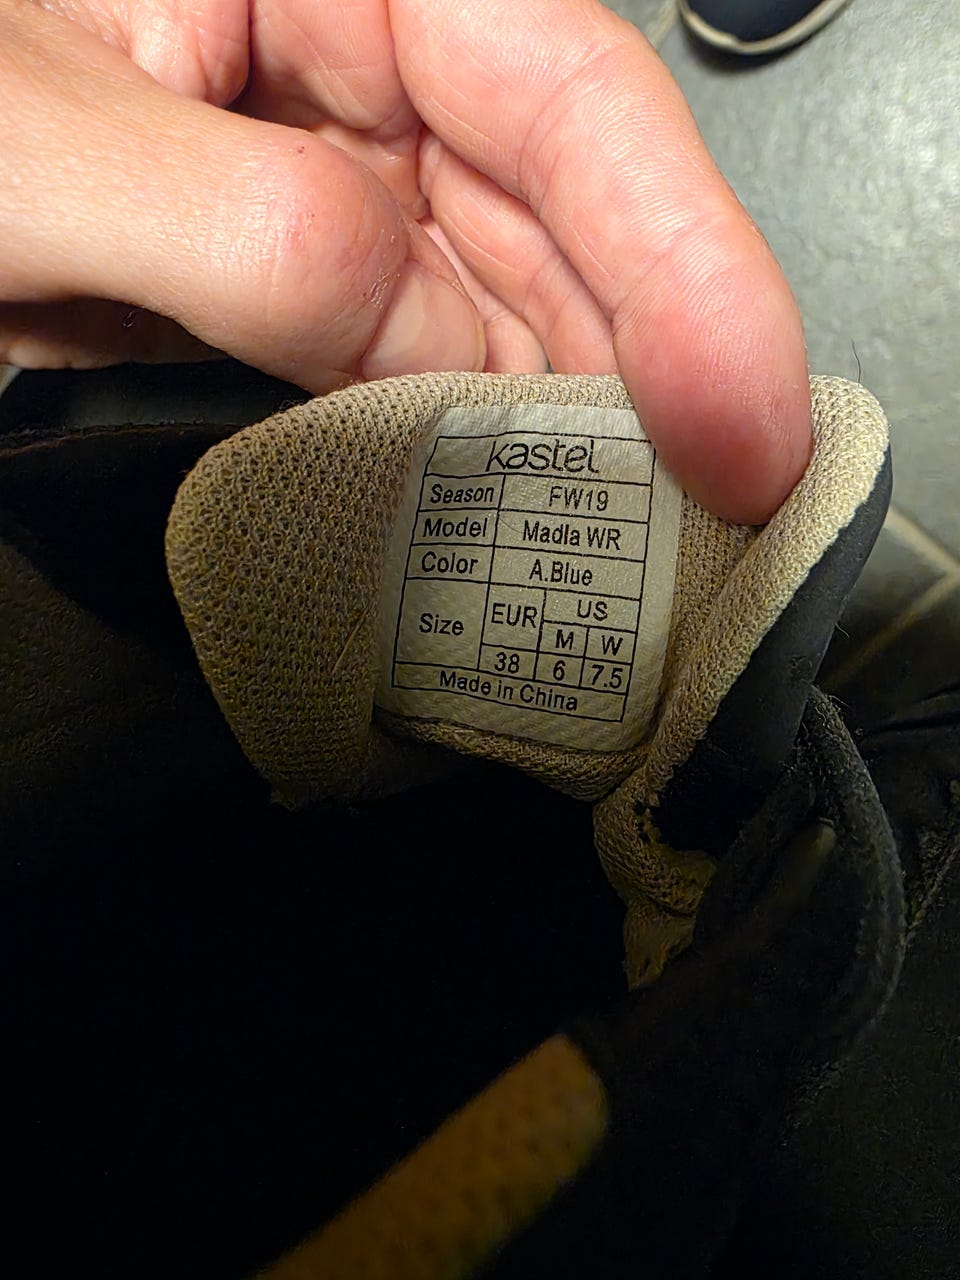 kastel
Season FW19
Model Madla WR
Color A.Blue
Size EUR US
M W
38 6 7.5
Made in China